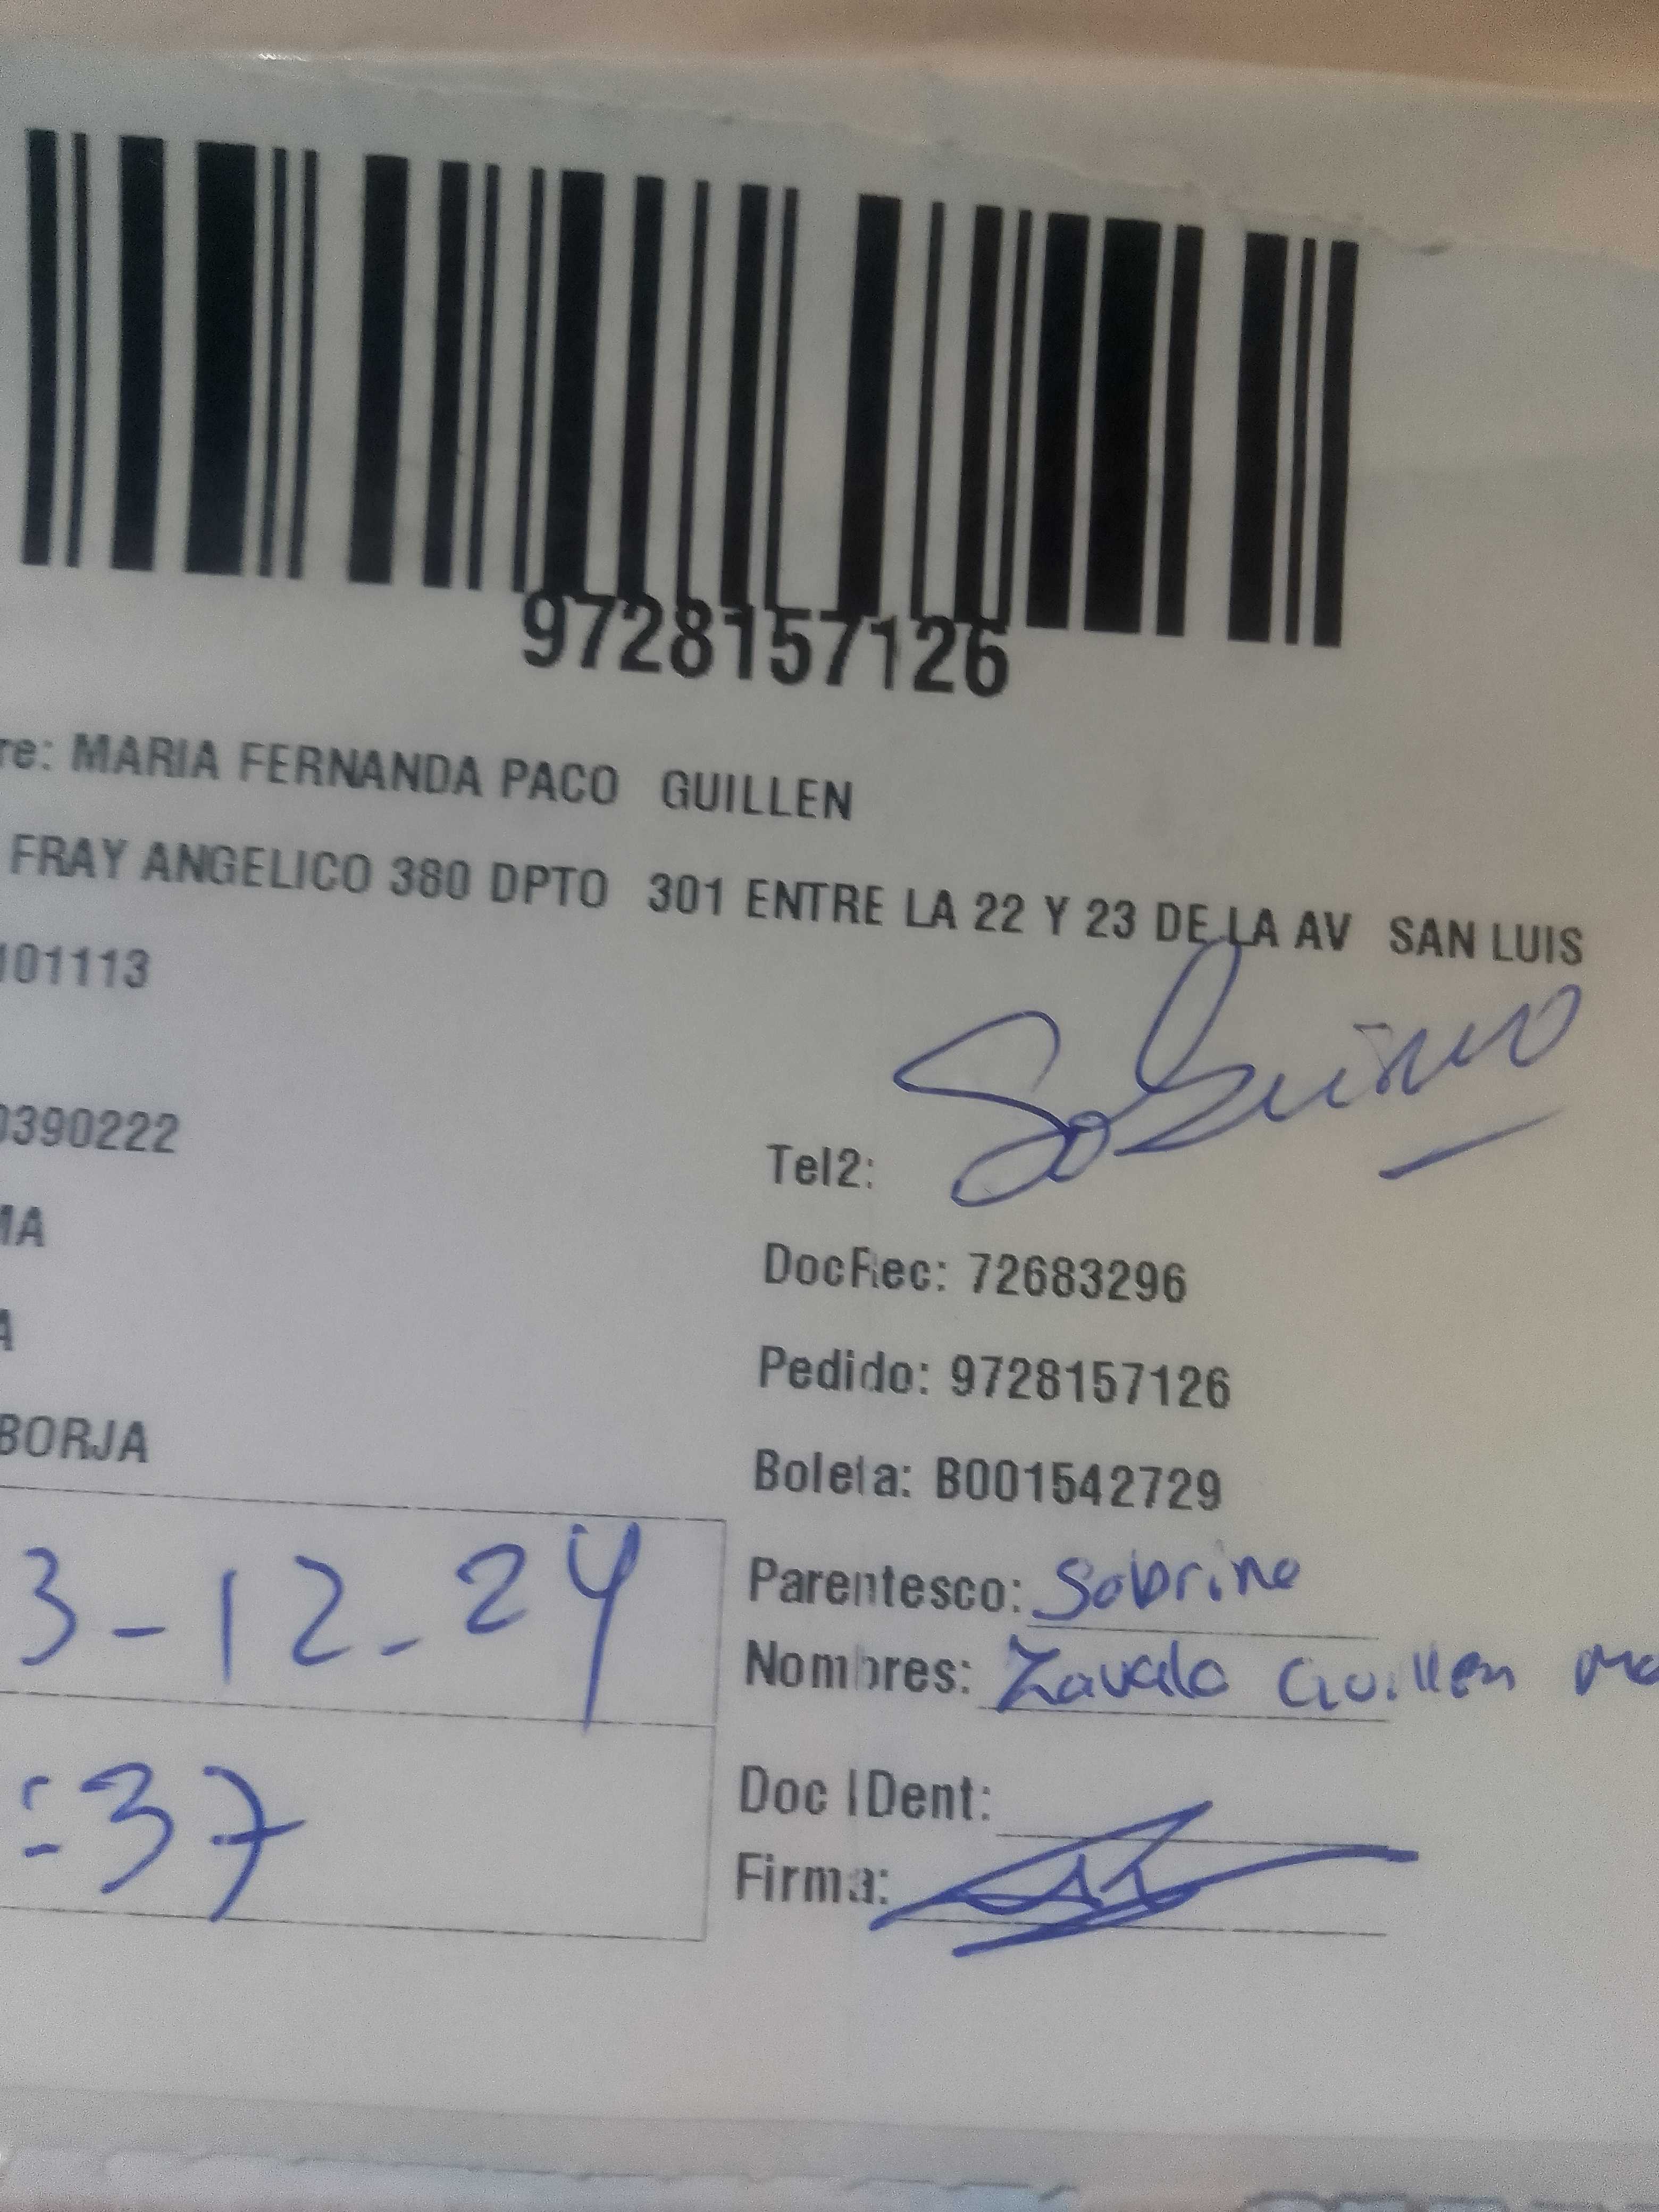 9728157126
re: MARIA FERNANDA PACO GUILLEN
FRAY ANGELICO 380 DPTO 301 ENTRE LA 22 Y 23 DE LA AV SAN LUIS
101113
Sobrino
0390222
Tel2:
MA
DocRec: 72683296
A
Pedido: 9728157126
BORJA
Boleta: B001542729
3-12-24
Parentesco: Sobrino
Nombres: Zavala Guillen
:37
Doc IDent:
Firma: